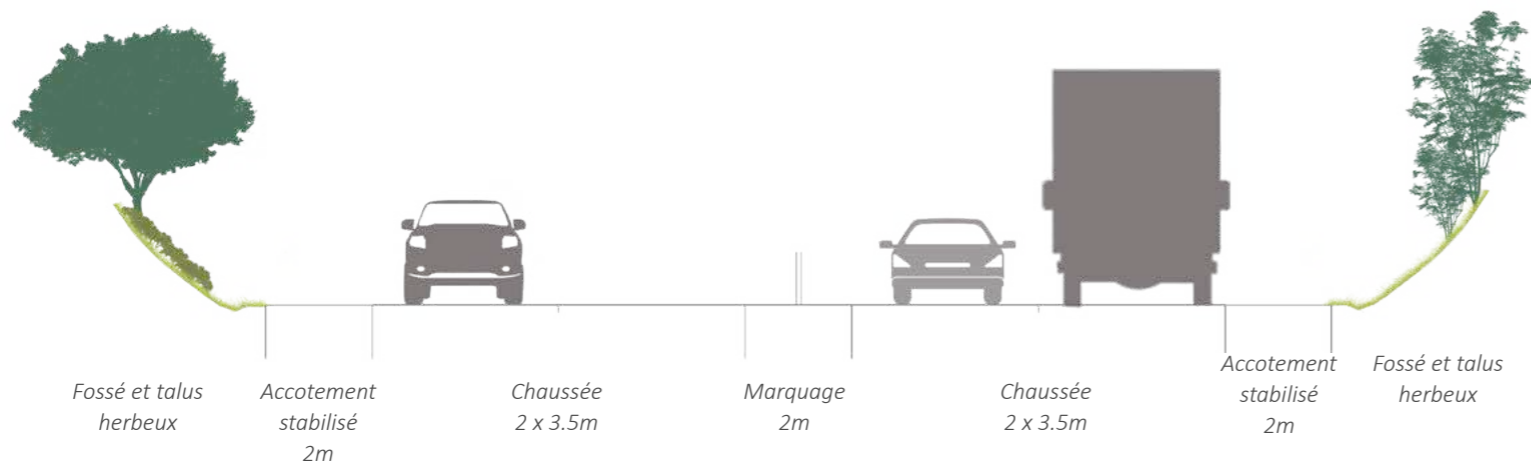 Fossé et talus
herbeux
Accotement
stabilisé
2m
Chaussée
2 x 3.5m
Marquage
2m
Chaussée
2 x 3.5m
Accotement
stabilisé
2m
Fossé et talus
herbeux